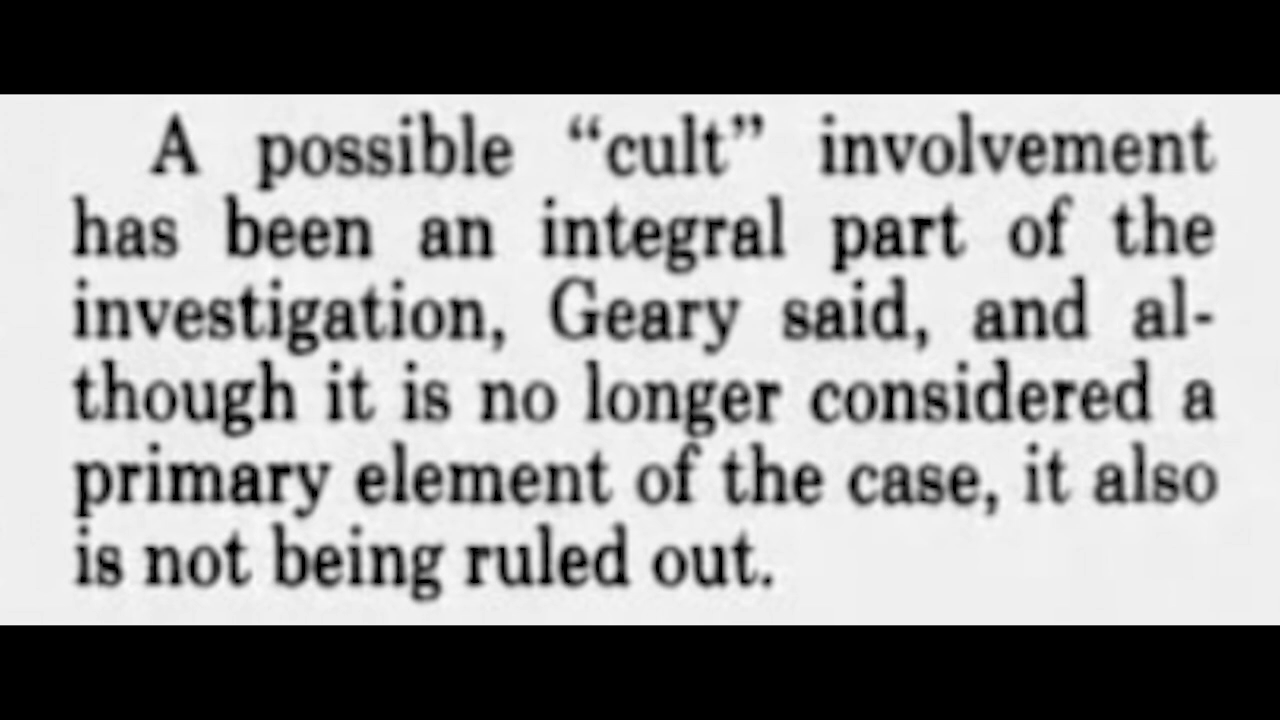 A possible “cult” involvement
has been an integral part of the
investigation, Geary said, and al-
though it is no longer considered a
primary element of the case, it also
is not being ruled out.